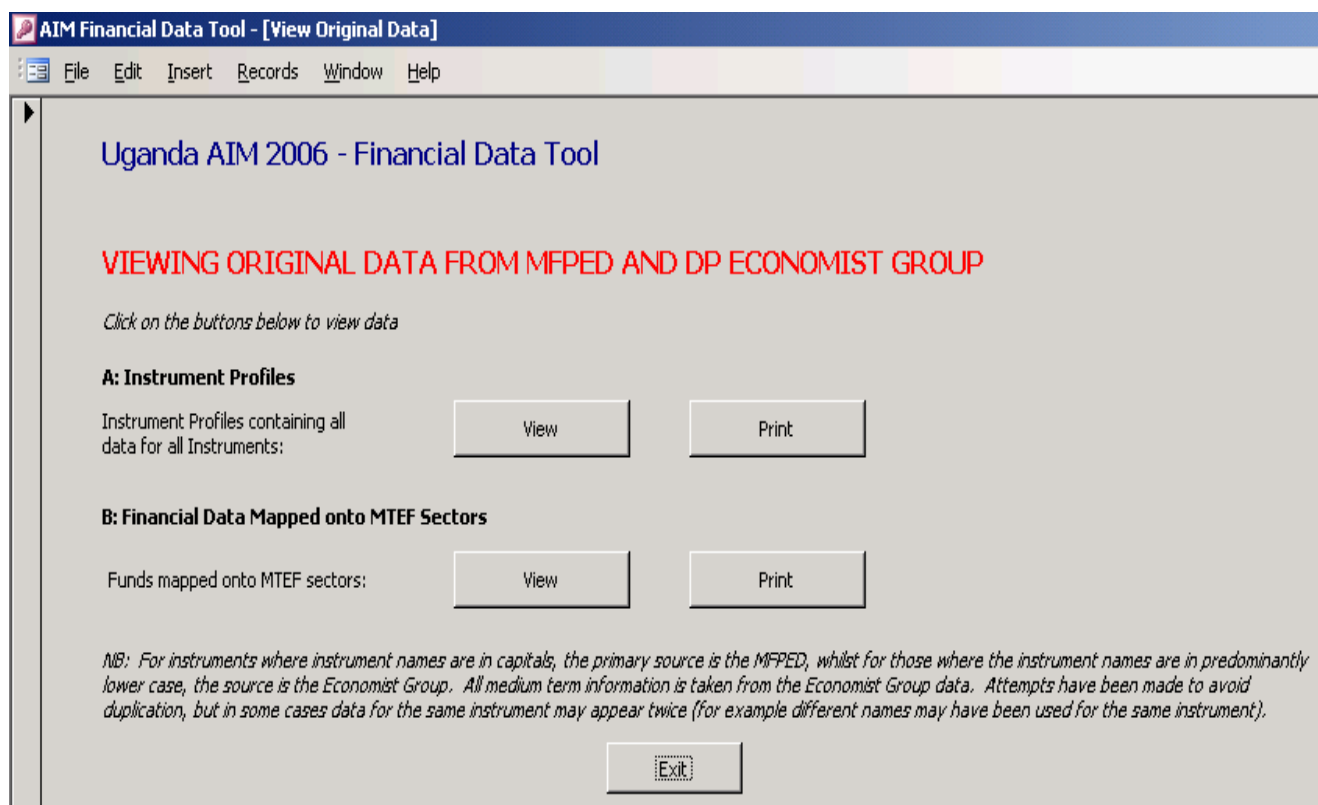 AIM Financial Data Tool - [View Original Data]
File Edit Insert Records Window Help
Uganda AIM 2006 - Financial Data Tool
VIEWING ORIGINAL DATA FROM MFPED AND DP ECONOMIST GROUP
Click on the buttons below to view data
A: Instrument Profiles
Instrument Profiles containing all
data for all Instruments:
View Print
B: Financial Data Mapped onto MTEF Sectors
Funds mapped onto MTEF sectors: View Print
NB: For instruments where instrument names are in capitals, the primary source is the MFPED, whilst for those where the instrument names are in predominantly
lower case, the source is the Economist Group. All medium term information is taken from the Economist Group data. Attempts have been made to avoid
duplication, but in some cases data for the same instrument may appear twice (for example different names may have been used for the same instrument).
Exit